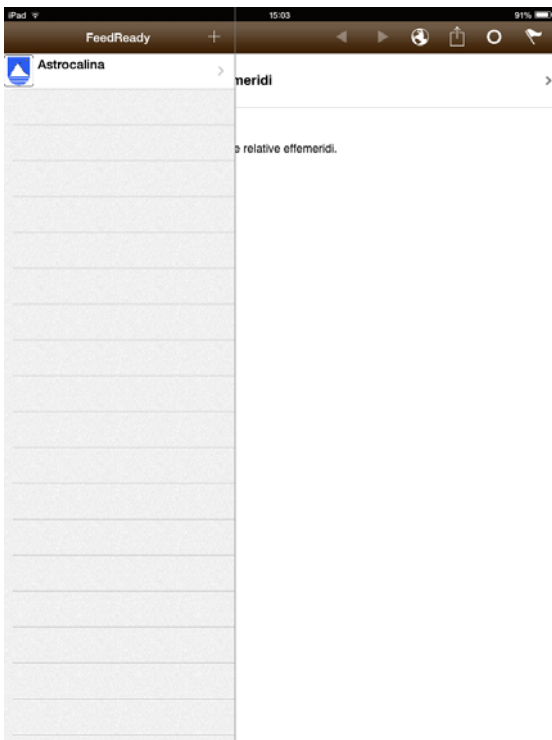 iPad 15:03 91%
FeedReady +
Astrocalina
meridi
e relative effemeridi.